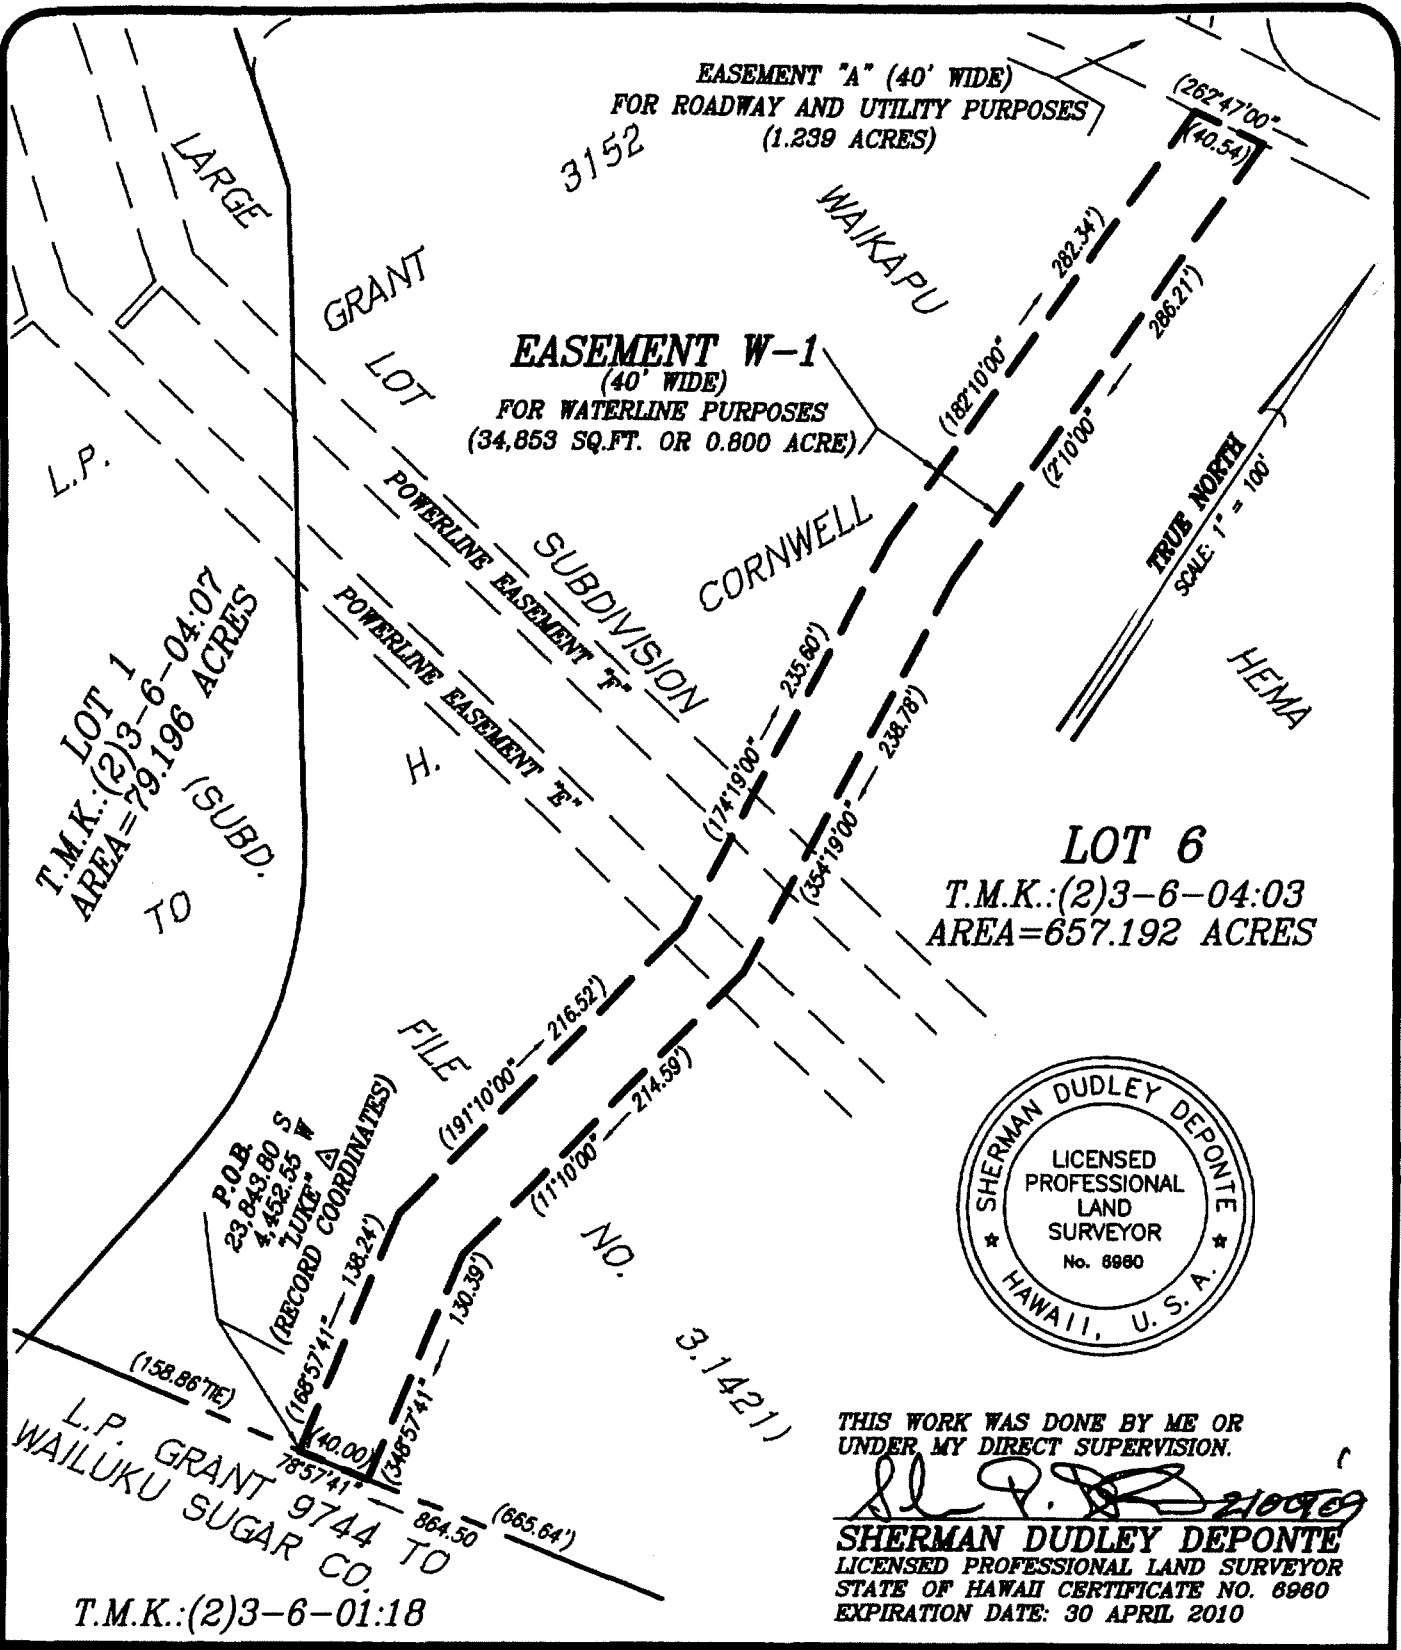 EASEMENT "A" (40' WIDE)
FOR ROADWAY AND UTILITY PURPOSES
(1.239 ACRES)
(262°47'00"
(40.54)
LARGE
3152
WAIKAPU
GRANT
LOT
282.34')
286.21')
EASEMENT W-1
(40' WIDE)
FOR WATERLINE PURPOSES
(34,853 SQ.FT. OR 0.800 ACRE)
(182°10'00"
(2°10'00"
TRUE NORTH
SCALE: 1" = 100'
L.P.
POWERLINE EASEMENT "F"
SUBDIVISION
CORNWELL
POWERLINE EASEMENT "E"
HEMA
LOT 1
T.M.K.:(2)3-6-04:07
AREA=79.196 ACRES
235.60')
238.78')
H.
(SUBD.
(174°19'00"
(354°19'00"
TO
LOT 6
T.M.K.:(2)3-6-04:03
AREA=657.192 ACRES
216.52')
(191°10'00"
214.59')
(11°10'00"
FILE
P.O.B.
23,843.80 S
4,452.55 W
"LUKE"
(RECORD COORDINATES)
NO.
138.24')
(168°57'41"
130.39')
(348°57'41"
3.1421)
(158.86'TIE)
(40.00)
78°57'41"
864.50
(665.64')
L.P. GRANT 9744 TO
WAILUKU SUGAR CO.
T.M.K.:(2)3-6-01:18
SHERMAN DUDLEY DEPONTE
LICENSED
PROFESSIONAL
LAND
SURVEYOR
No. 6960
HAWAII, U.S.A.
THIS WORK WAS DONE BY ME OR
UNDER MY DIRECT SUPERVISION.
SHERMAN DUDLEY DEPONTE
LICENSED PROFESSIONAL LAND SURVEYOR
STATE OF HAWAII CERTIFICATE NO. 6960
EXPIRATION DATE: 30 APRIL 2010